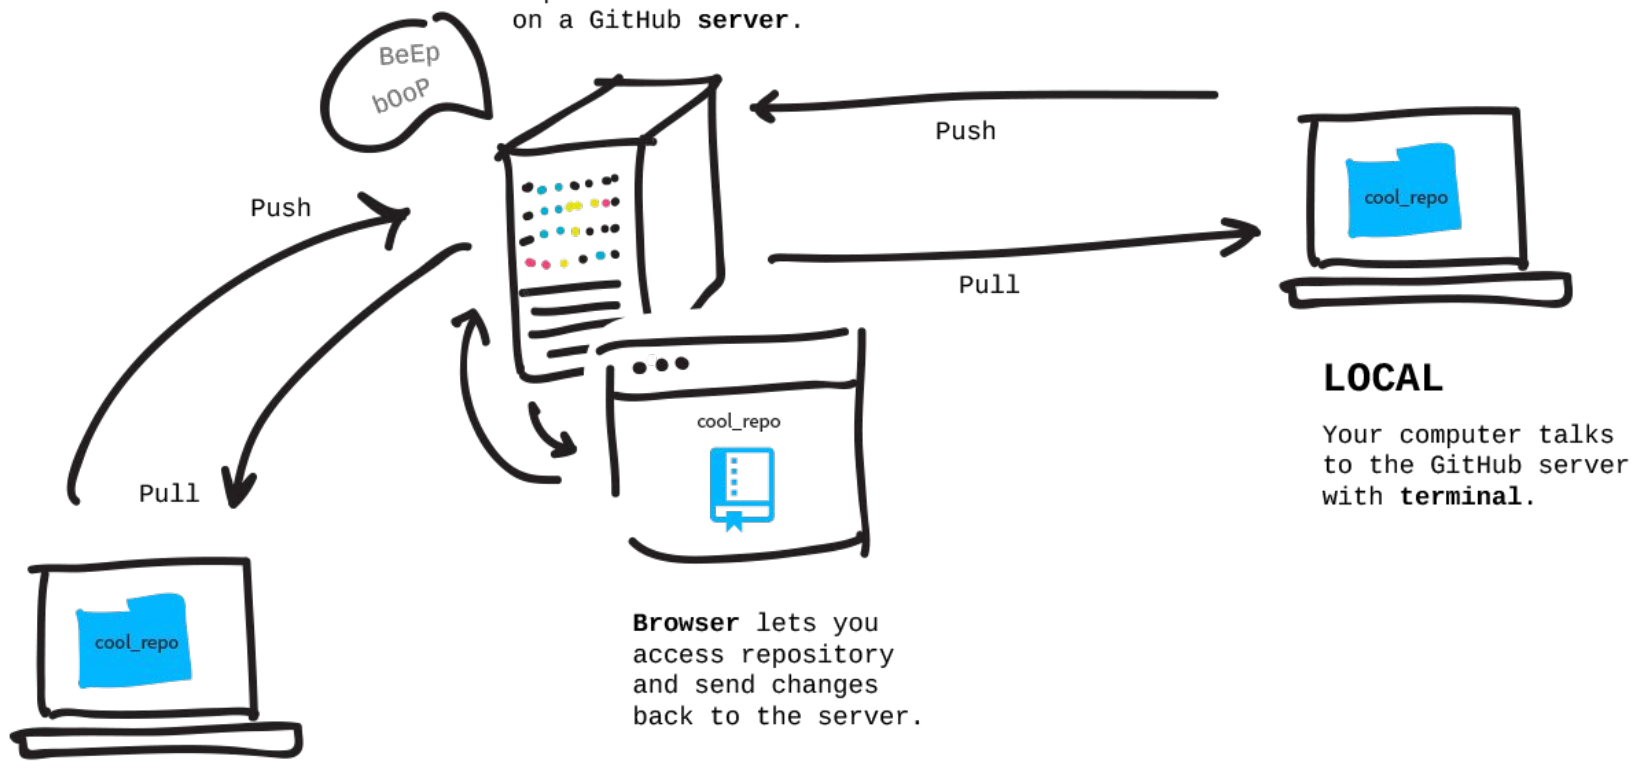 on a GitHub server.
BeEp
bOoP
Push
Push
cool_repo
Pull
LOCAL
Your computer talks
to the GitHub server
with terminal.
cool_repo
Pull
cool_repo
Browser lets you
access repository
and send changes
back to the server.